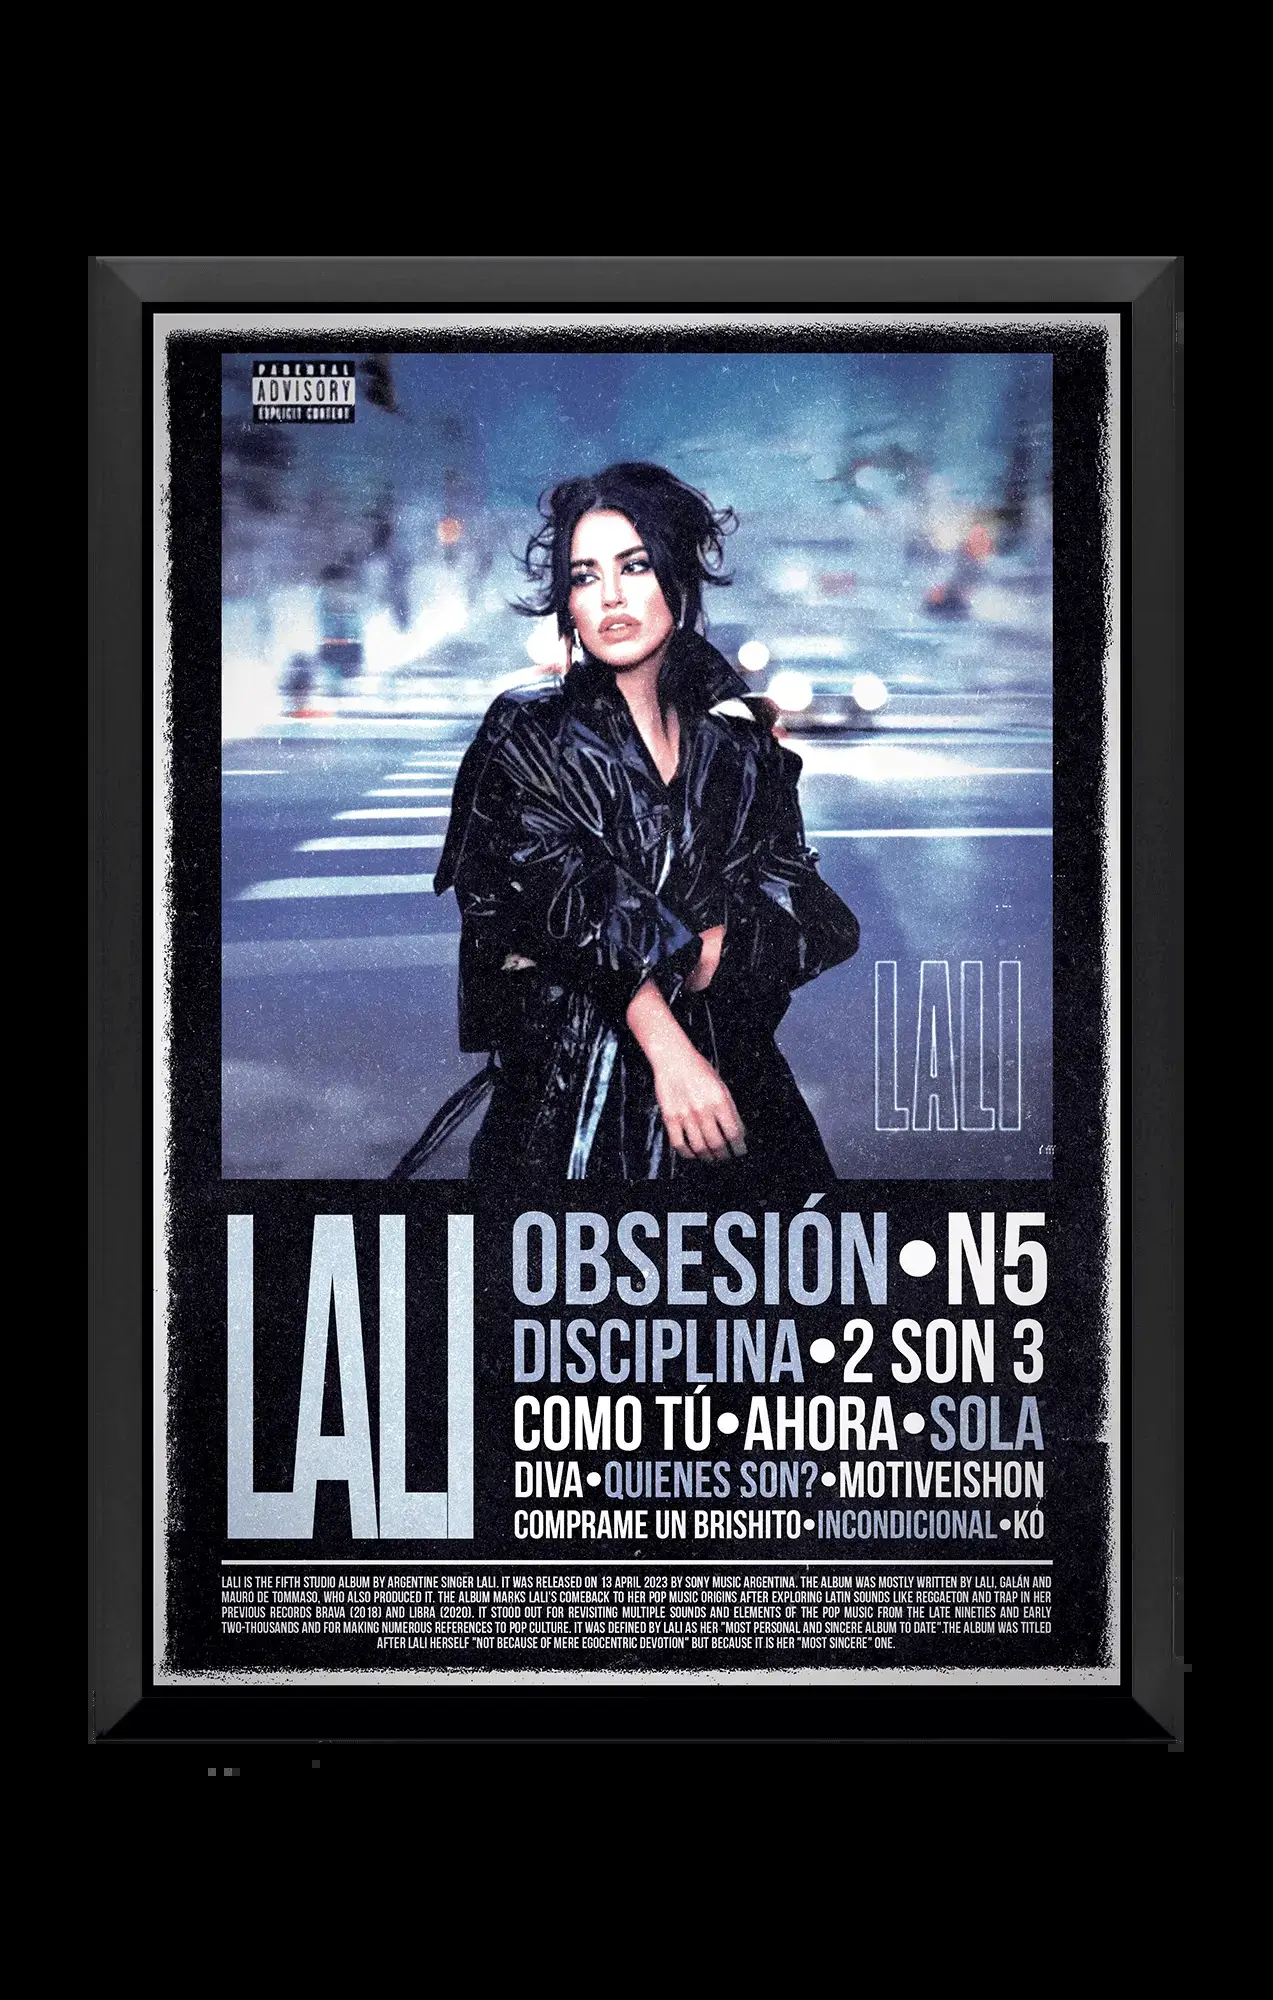 PARENTAL
ADVISORY
EXPLICIT CONTENT
LALI
LALI
OBSESIÓN•N5
DISCIPLINA•2 SON 3
COMO TÚ•AHORA•SOLA
DIVA•QUIENES SON?•MOTIVEISHON
COMPRAME UN BRISHITO•INCONDICIONAL•KO
LALI IS THE FIFTH STUDIO ALBUM BY ARGENTINE SINGER LALI. IT WAS RELEASED ON 13 APRIL 2023 BY SONY MUSIC ARGENTINA. THE ALBUM WAS MOSTLY WRITTEN BY LALI, GALÁN AND
MAURO DE TOMMASO, WHO ALSO PRODUCED IT. THE ALBUM MARKS LALI'S COMEBACK TO HER POP MUSIC ORIGINS AFTER EXPLORING LATIN SOUNDS LIKE REGGAETON AND TRAP IN HER
PREVIOUS RECORDS BRAVA (2018) AND LIBRA (2020). IT STOOD OUT FOR REVISITING MULTIPLE SOUNDS AND ELEMENTS OF THE POP MUSIC FROM THE LATE NINETIES AND EARLY
TWO-THOUSANDS AND FOR MAKING NUMEROUS REFERENCES TO POP CULTURE. IT WAS DEFINED BY LALI AS HER "MOST PERSONAL AND SINCERE ALBUM TO DATE" THE ALBUM WAS TITLED
AFTER LALI HERSELF "NOT BECAUSE OF MERE EGOCENTRIC DEVOTION" BUT BECAUSE IT IS HER "MOST SINCERE" ONE.